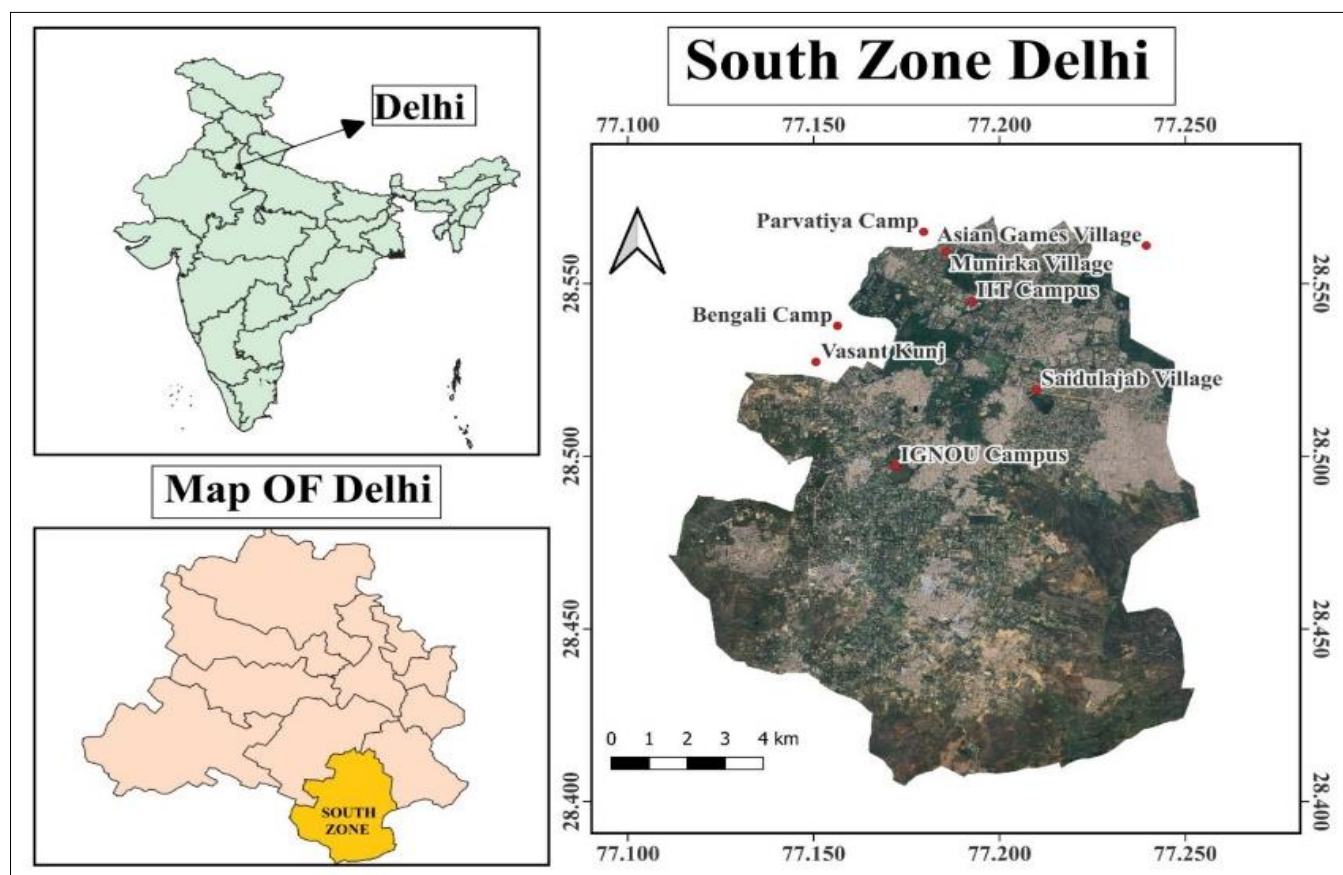 Delhi
South Zone Delhi
77.100 77.150 77.200 77.250
Parvatiya Camp
Asian Games Village
Munirka Village
IIT Campus
Bengali Camp
Vasant Kunj
Saidulajab Village
IGNOU Campus
28.550 28.550
28.500 28.500
28.450 28.450
28.400 28.400
0 1 2 3 4 km
77.100 77.150 77.200 77.250
Map OF Delhi
SOUTH
ZONE